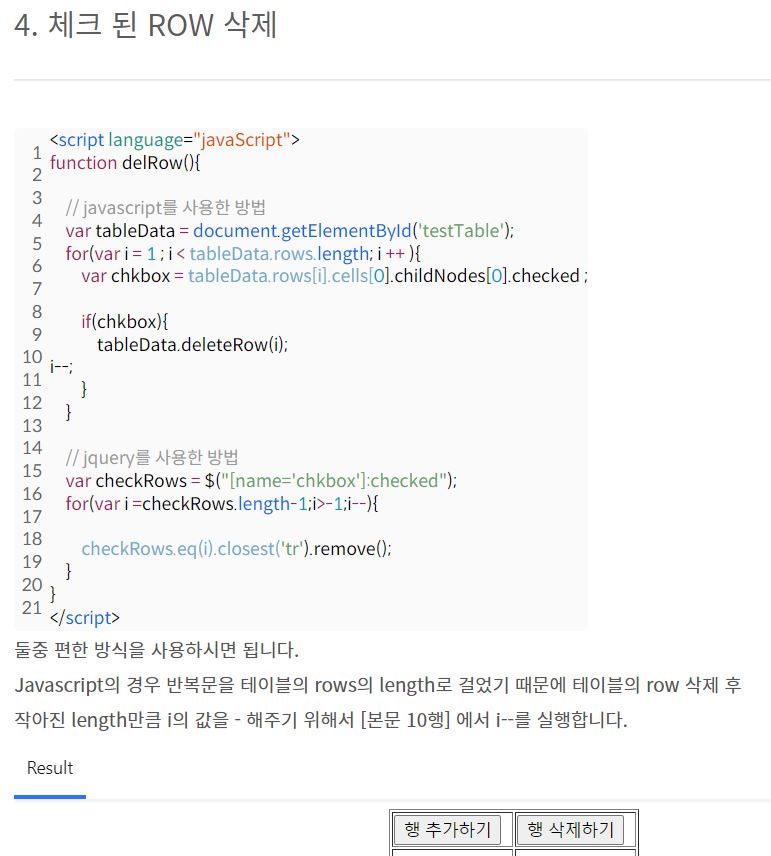 4. 체크 된 ROW 삭제
1
2
3
4
5
6
7
8
9
10
11
12
13
14
15
16
17
18
19
20
21
<script language="javaScript">
function delRow(){
// javascript를 사용한 방법
var tableData = document.getElementById('testTable');
for(var i = 1 ; i < tableData.rows.length; i ++ ){
var chkbox = tableData.rows[i].cells[0].childNodes[0].checked ;
if(chkbox){
tableData.deleteRow(i);
i--;
}
}
// jquery를 사용한 방법
var checkRows = $("[name='chkbox']:checked");
for(var i =checkRows.length-1;i>-1;i--){
checkRows.eq(i).closest('tr').remove();
}
}
</script>
둘중 편한 방식을 사용하시면 됩니다.
Javascript의 경우 반복문을 테이블의 rows의 length로 걸었기 때문에 테이블의 row 삭제 후
작아진 length만큼 i의 값을 - 해주기 위해서 [본문 10행] 에서 i--를 실행합니다.
Result
행 추가하기 행 삭제하기